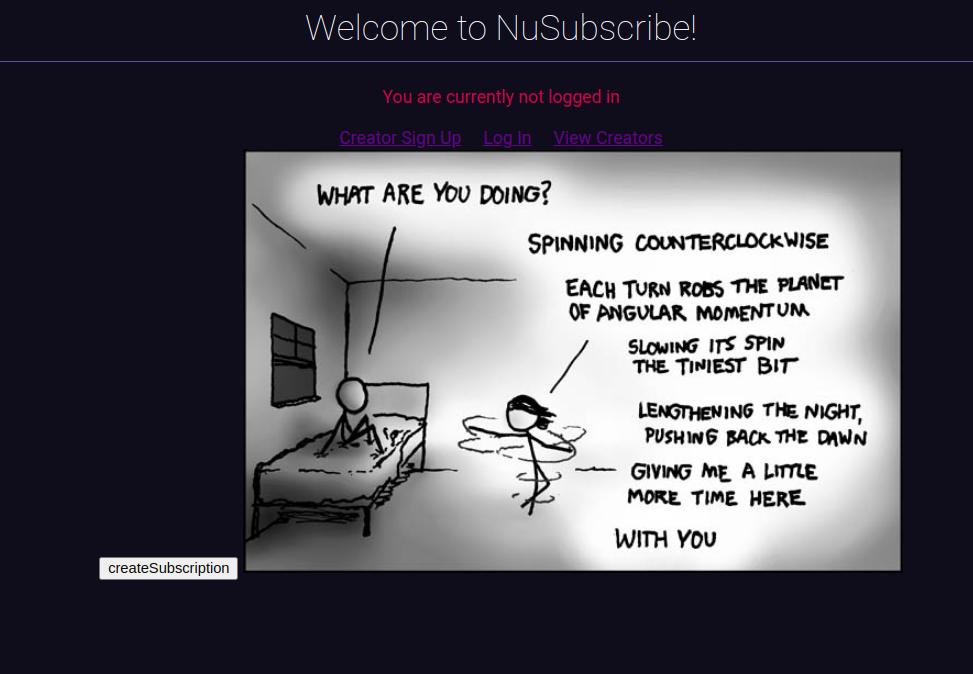 Welcome to NuSubscribe!
You are currently not logged in
Creator Sign Up Log In View Creators
WHAT ARE YOU DOING?
SPINNING COUNTERCLOCKWISE
EACH TURN ROBS THE PLANET
OF ANGULAR MOMENTUM
SLOWING ITS SPIN
THE TINIEST BIT
LENGTHENING THE NIGHT,
PUSHING BACK THE DAWN
GIVING ME A LITTLE
MORE TIME HERE
WITH YOU
createSubscription